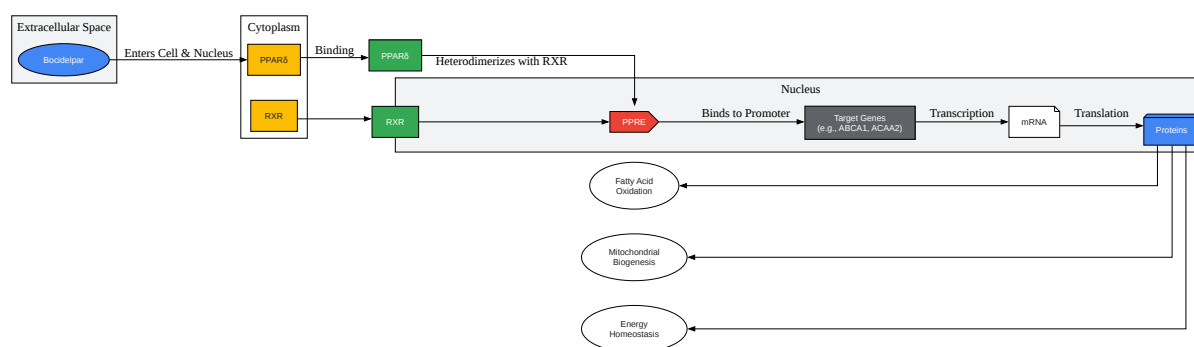 Extracellular Space
Bocidelpar
Enters Cell & Nucleus
Cytoplasm
PPARδ
RXR
Binding
PPARδ
Heterodimerizes with RXR
RXR
Nucleus
PPRE
Binds to Promoter
Target Genes
(e.g., ABCA1, ACAA2)
Transcription
mRNA
Translation
Proteins
Fatty Acid
Oxidation
Mitochondrial
Biogenesis
Energy
Homeostasis